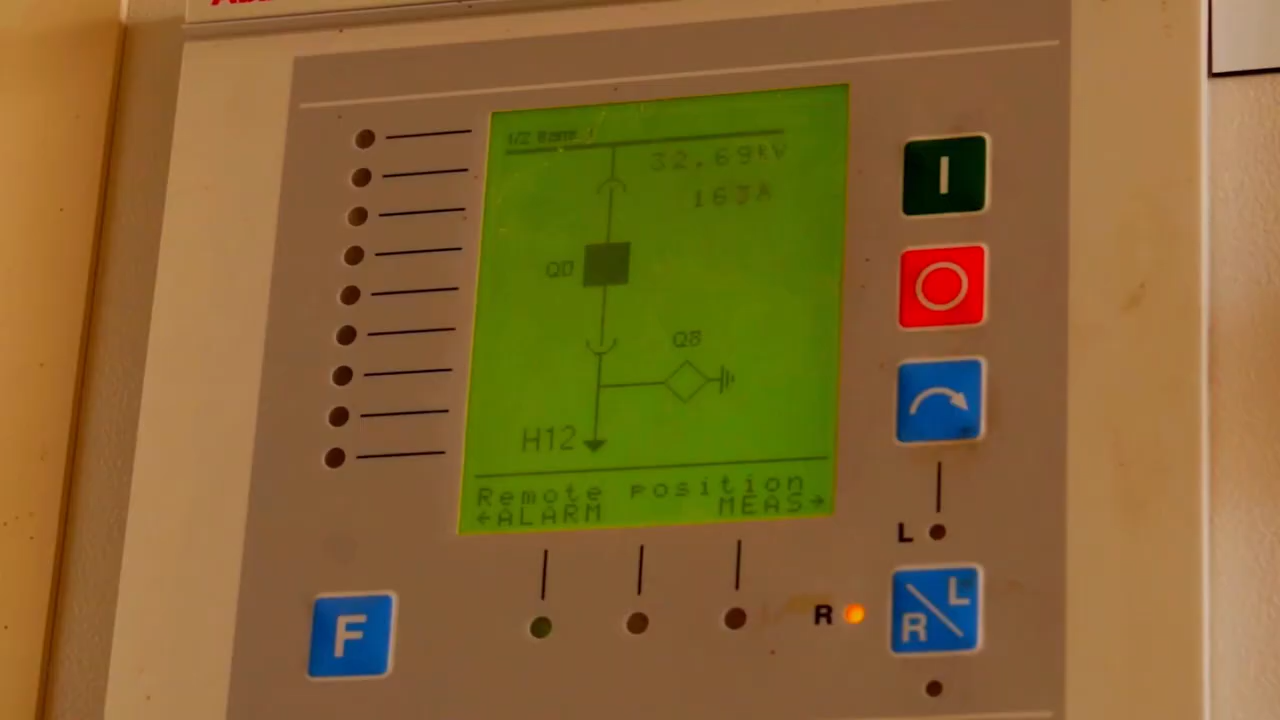 32.69kV
163A
I
Q0
Q8
H12
Remote position
←ALARM MEAS→
L
R
L
R
F